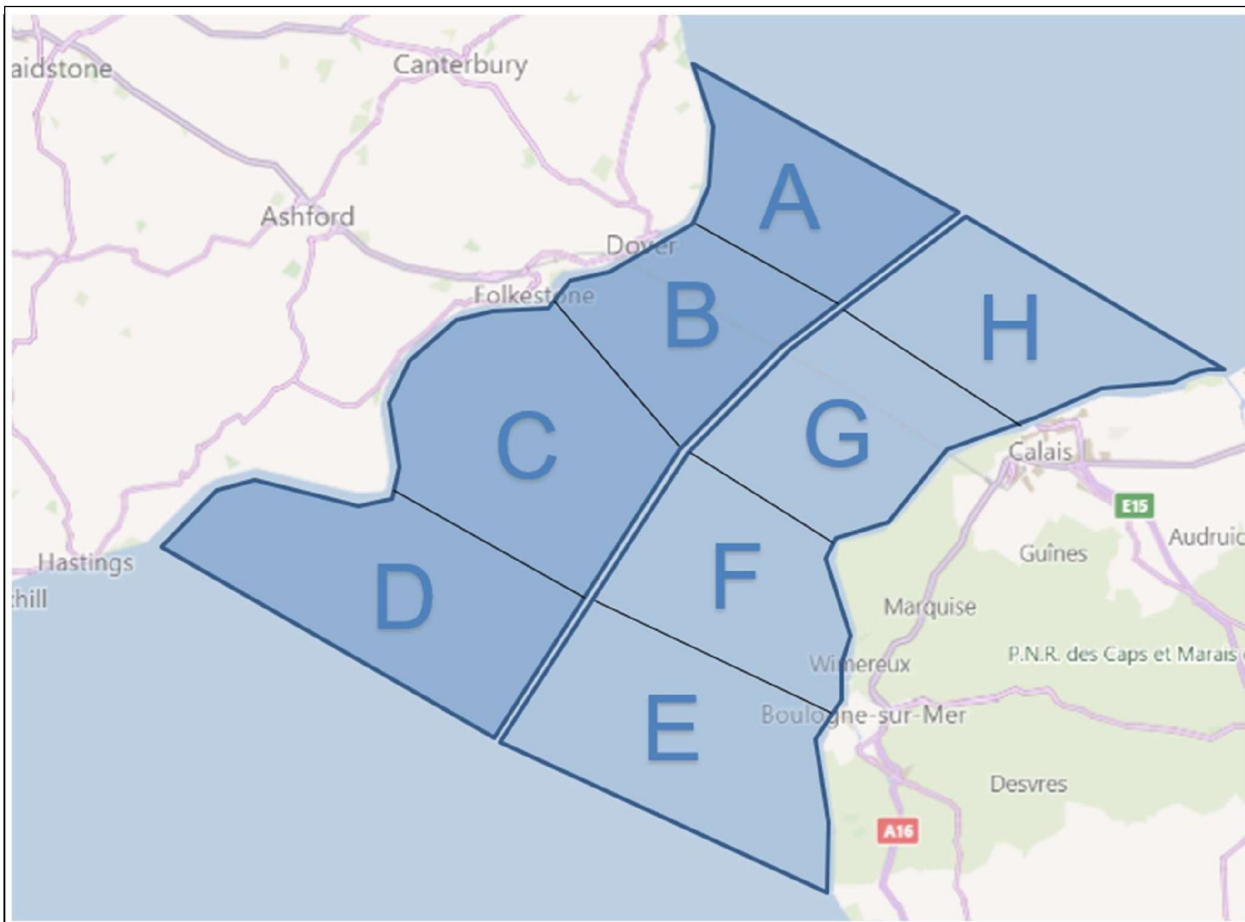 Canterbury
aidstone
A
Ashford
Dover
Folkestone
B
H
C
G
Calais
E15
Audruic
Hastings
Guînes
hill
D
F
Marquise
Wimereux
P.N.R. des Caps et Marais
Boulogne-sur-Mer
E
Desvres
A16